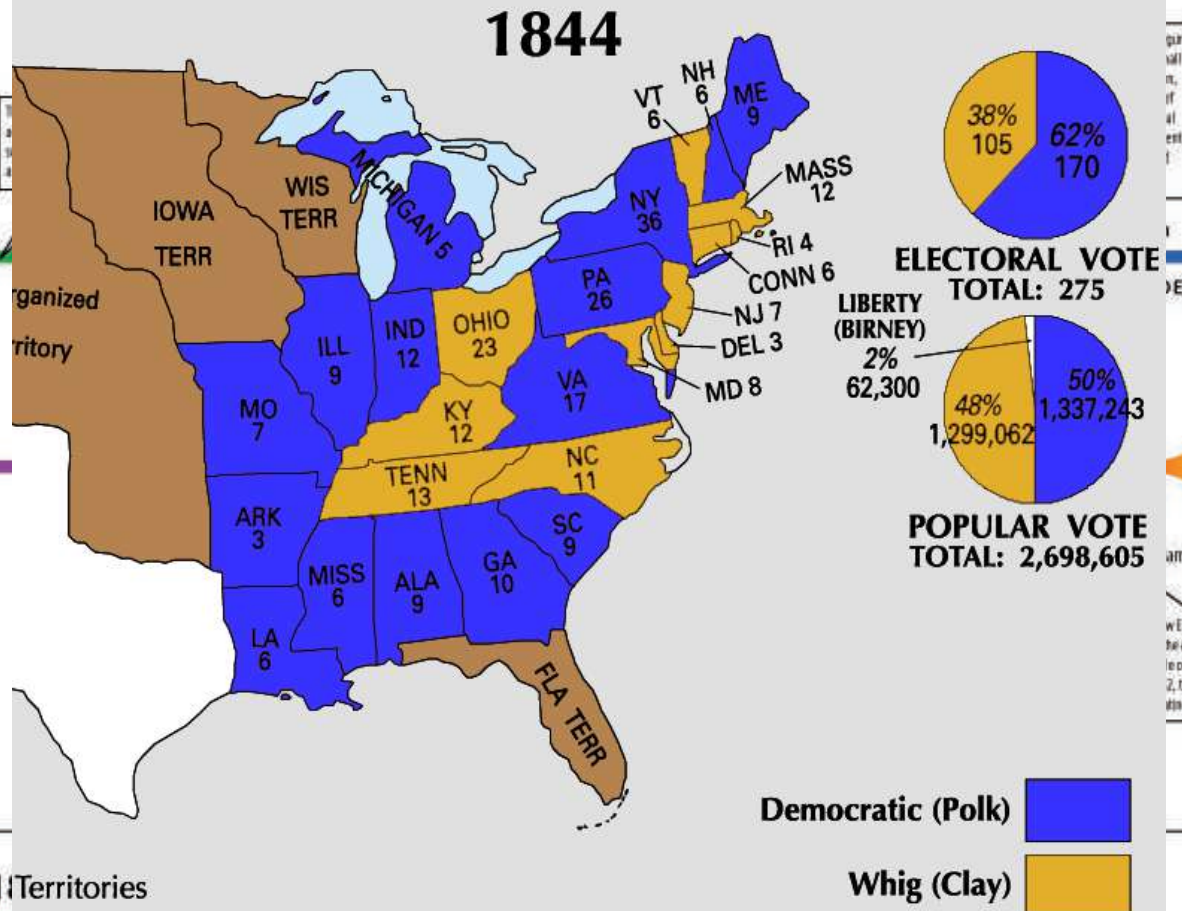 1844
NH
6
VT
6
ME
9
MASS
12
NY
36
RI 4
CONN 6
PA
26
NJ 7
DEL 3
MD 8
MICHIGAN 5
WIS
TERR
IOWA
TERR
rganized
rritory
OHIO
23
IND
12
ILL
9
VA
17
MO
7
KY
12
NC
11
TENN
13
ARK
3
SC
9
MISS
6
ALA
9
GA
10
LA
6
FLA TERR
38%
105
62%
170
ELECTORAL VOTE
TOTAL: 275
LIBERTY
(BIRNEY)
2%
62,300
50%
1,337,243
48%
1,299,062
POPULAR VOTE
TOTAL: 2,698,605
Democratic (Polk)
Whig (Clay)
Territories